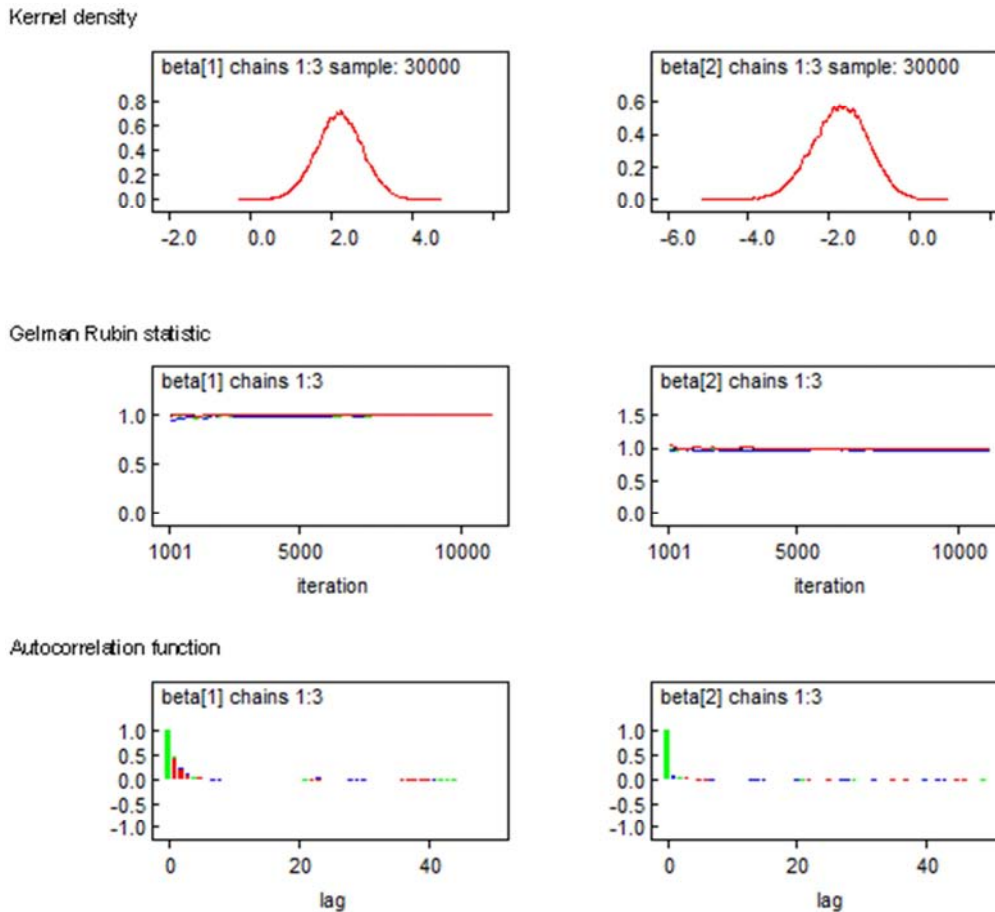 Kernel density
beta[1] chains 1:3 sample: 30000
0.8
0.6
0.4
0.2
0.0
-2.0 0.0 2.0 4.0
beta[2] chains 1:3 sample: 30000
0.6
0.4
0.2
0.0
-6.0 -4.0 -2.0 0.0
Gelman Rubin statistic
beta[1] chains 1:3
1.0
0.5
0.0
1001 5000 10000
iteration
beta[2] chains 1:3
1.5
1.0
0.5
0.0
1001 5000 10000
iteration
Autocorrelation function
beta[1] chains 1:3
1.0
0.5
0.0
-0.5
-1.0
0 20 40
lag
beta[2] chains 1:3
1.0
0.5
0.0
-0.5
-1.0
0 20 40
lag